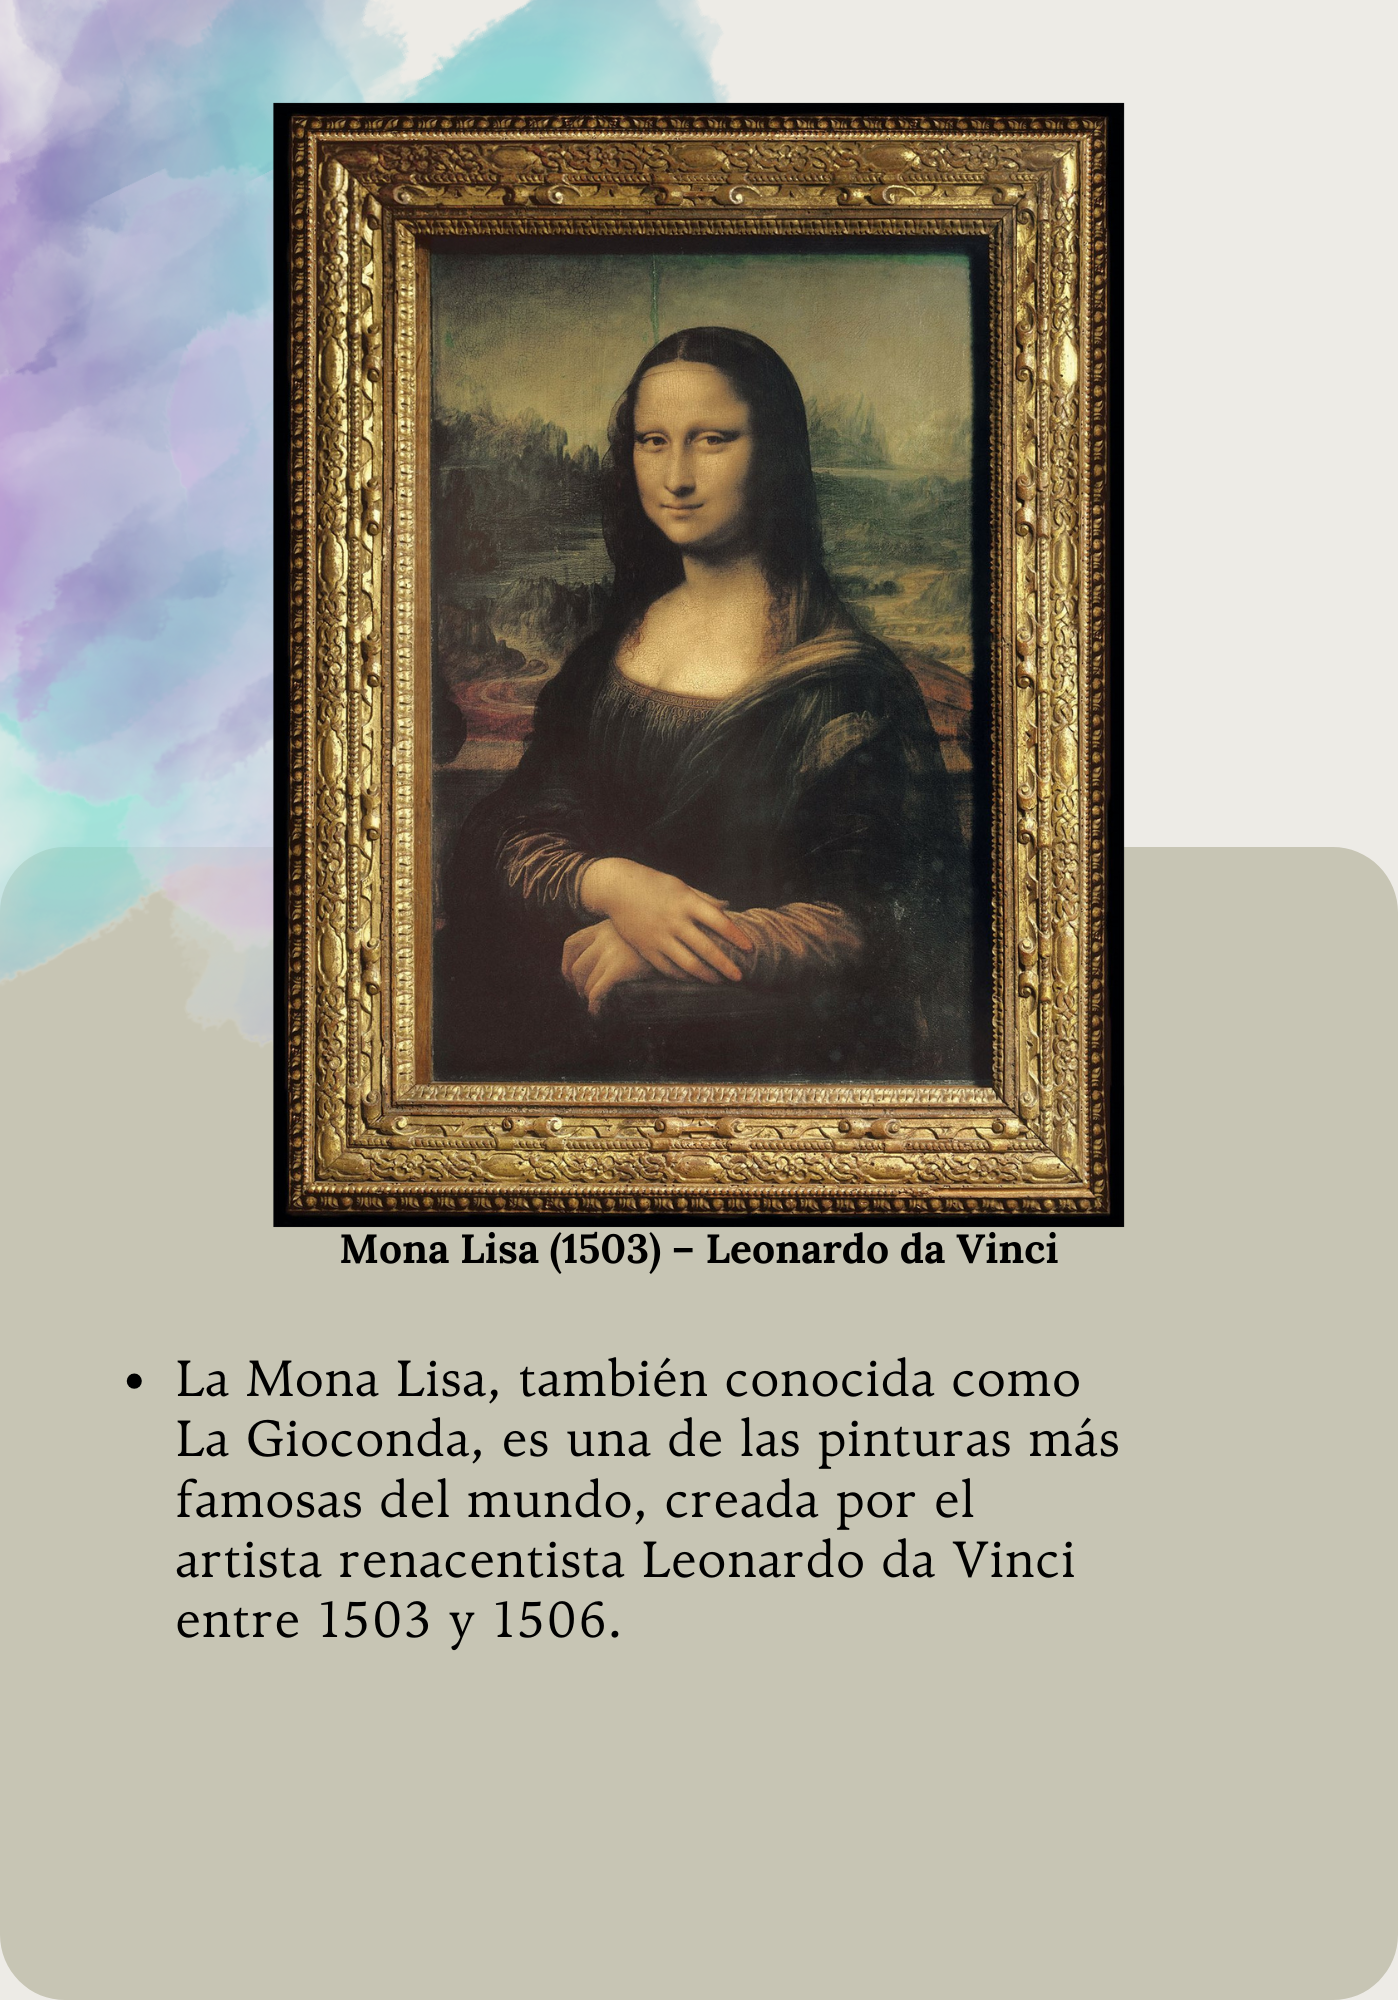 Mona Lisa (1503) – Leonardo da Vinci
• La Mona Lisa, también conocida como
La Gioconda, es una de las pinturas más
famosas del mundo, creada por el
artista renacentista Leonardo da Vinci
entre 1503 y 1506.